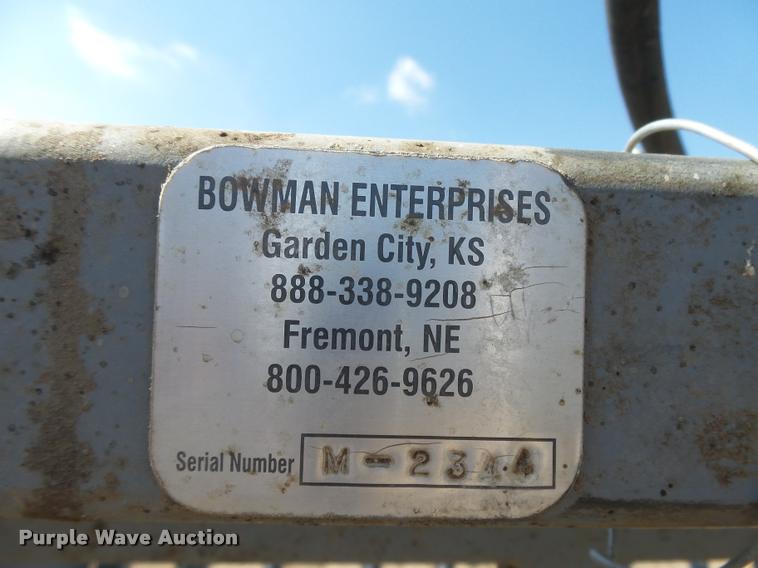 BOWMAN ENTERPRISES
Garden City, KS
888-338-9208
Fremont, NE
800-426-9626
Serial Number M-2344
Purple Wave Auction